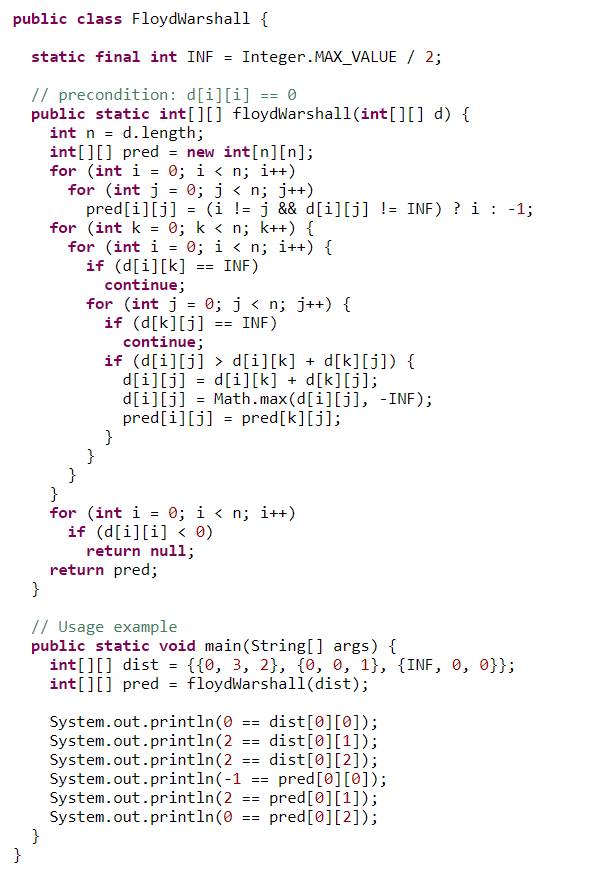 public class FloydWarshall {

  static final int INF = Integer.MAX_VALUE / 2;

  // precondition: d[i][i] == 0
  public static int[][] floydWarshall(int[][] d) {
    int n = d.length;
    int[][] pred = new int[n][n];
    for (int i = 0; i < n; i++)
      for (int j = 0; j < n; j++)
        pred[i][j] = (i != j && d[i][j] != INF) ? i : -1;
    for (int k = 0; k < n; k++) {
      for (int i = 0; i < n; i++) {
        if (d[i][k] == INF)
          continue;
        for (int j = 0; j < n; j++) {
          if (d[k][j] == INF)
            continue;
          if (d[i][j] > d[i][k] + d[k][j]) {
            d[i][j] = d[i][k] + d[k][j];
            d[i][j] = Math.max(d[i][j], -INF);
            pred[i][j] = pred[k][j];
          }
        }
      }
    }
    for (int i = 0; i < n; i++)
      if (d[i][i] < 0)
        return null;
    return pred;
  }

  // Usage example
  public static void main(String[] args) {
    int[][] dist = {{0, 3, 2}, {0, 0, 1}, {INF, 0, 0}};
    int[][] pred = floydWarshall(dist);

    System.out.println(0 == dist[0][0]);
    System.out.println(2 == dist[0][1]);
    System.out.println(2 == dist[0][2]);
    System.out.println(-1 == pred[0][0]);
    System.out.println(2 == pred[0][1]);
    System.out.println(0 == pred[0][2]);
  }
}